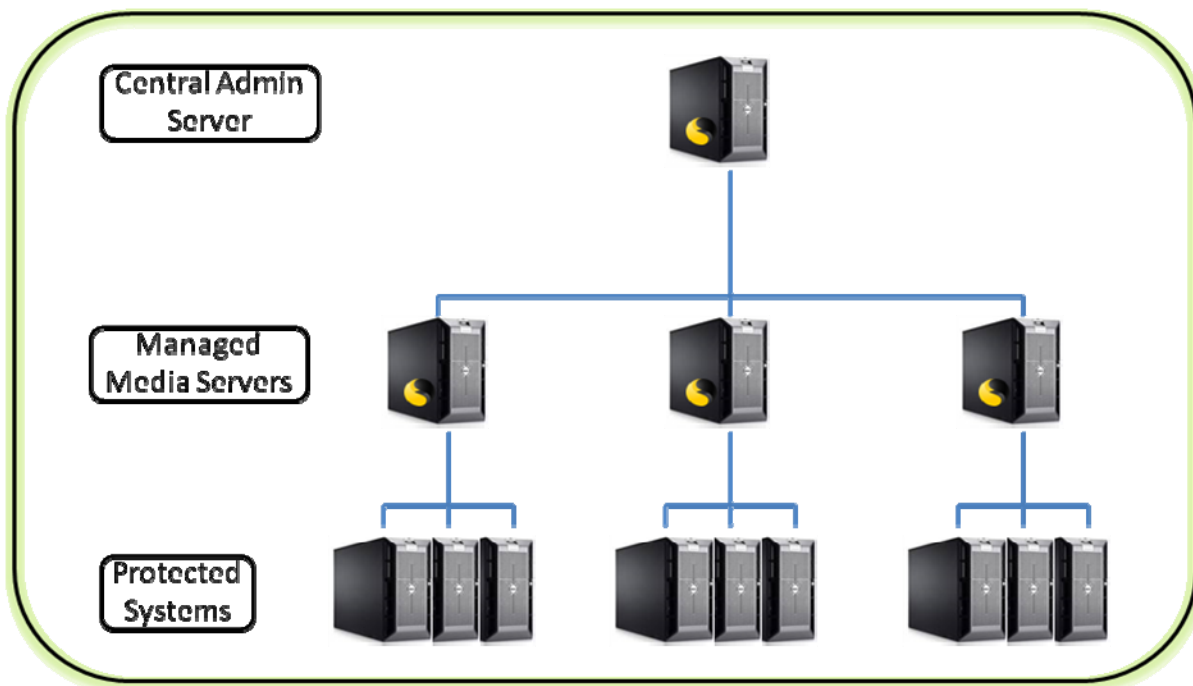 Central Admin
Server
Managed
Media Servers
Protected
Systems